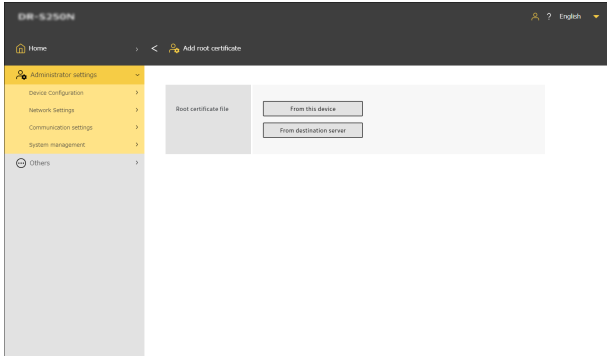 DR-S250N
? English
Home
< Add root certificate
Administrator settings
Device Configuration
Network Settings
Communication settings
System management
Others
Root certificate file
From this device
From destination server